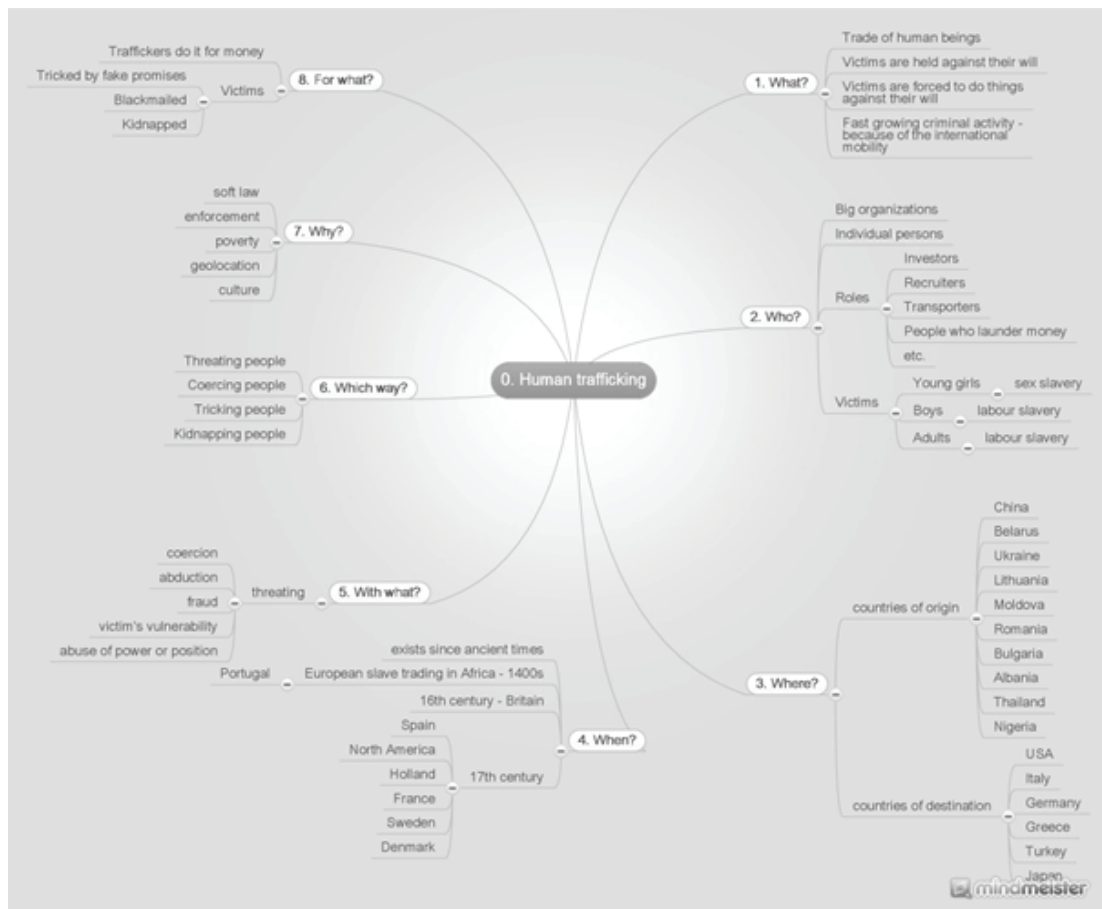 0. Human trafficking
1. What?
Trade of human beings
Victims are held against their will
Victims are forced to do things
against their will
Fast growing criminal activity -
because of the international
mobility
2. Who?
Big organizations
Individual persons
Roles
Investors
Recruiters
Transporters
People who launder money
etc.
Victims
Young girls
sex slavery
Boys
labour slavery
Adults
labour slavery
3. Where?
countries of origin
China
Belarus
Ukraine
Lithuania
Moldova
Romania
Bulgaria
Albania
Thailand
Nigeria
countries of destination
USA
Italy
Germany
Greece
Turkey
Japan
4. When?
exists since ancient times
European slave trading in Africa - 1400s
Portugal
16th century - Britain
17th century
Spain
North America
Holland
France
Sweden
Denmark
5. With what?
threating
coercion
abduction
fraud
victim's vulnerability
abuse of power or position
6. Which way?
Threating people
Coercing people
Tricking people
Kidnapping people
7. Why?
soft law
enforcement
poverty
geolocation
culture
8. For what?
Traffickers do it for money
Victims
Tricked by fake promises
Blackmailed
Kidnapped
mindmeister